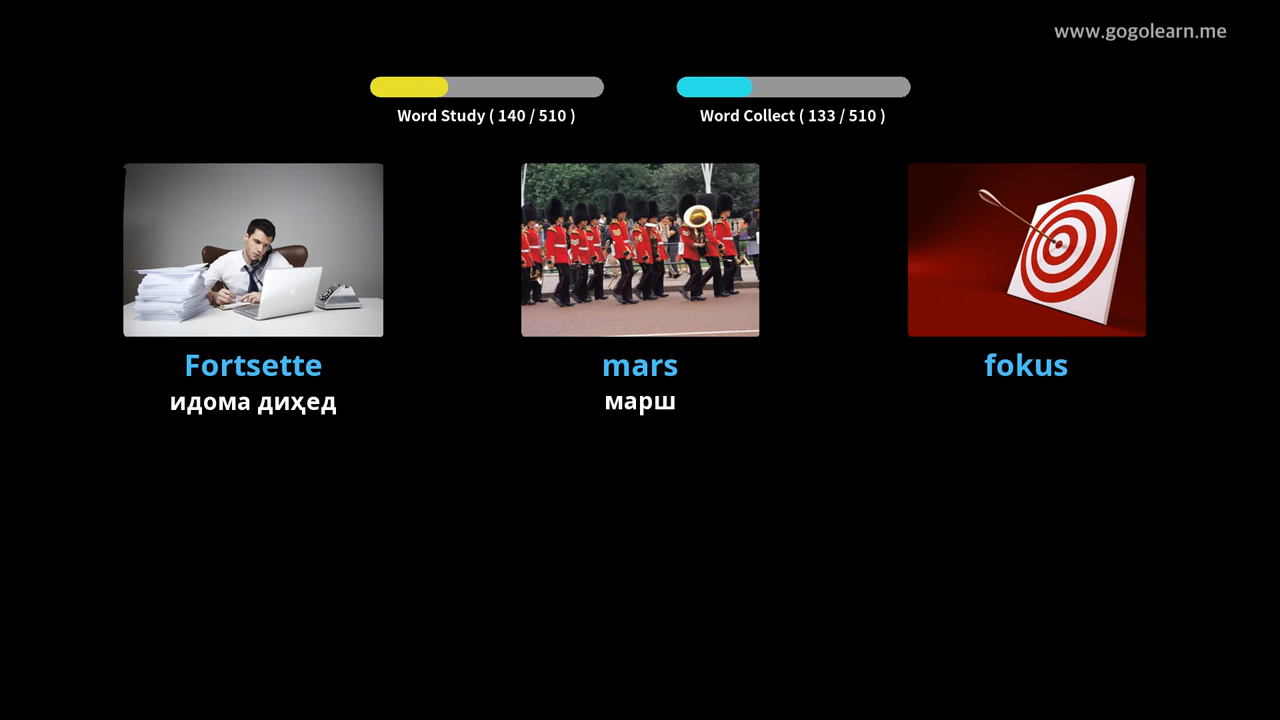 www.gogolearn.me
Word Study ( 140 / 510 )
Word Collect ( 133 / 510 )
Fortsette
идома диҳед
mars
марш
fokus